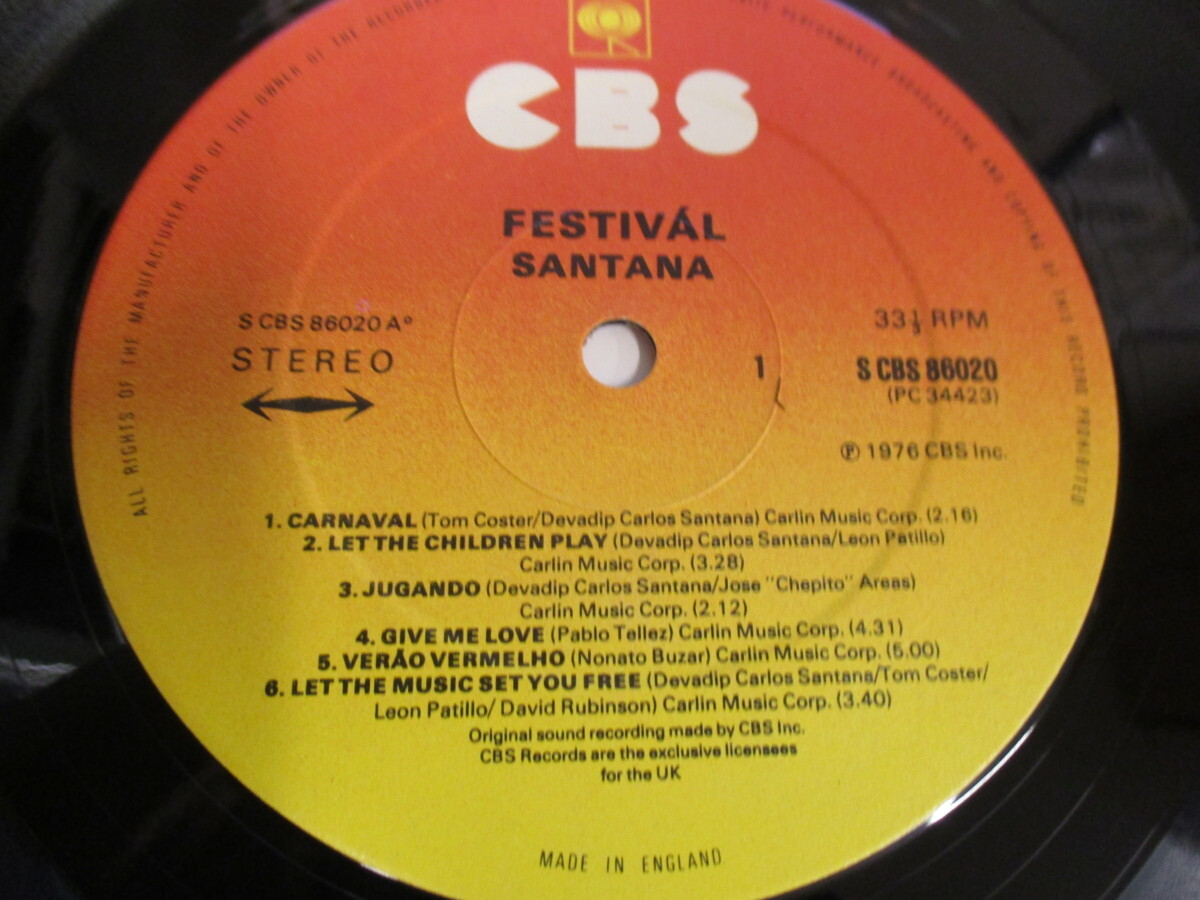 ALL RIGHTS OF THE MANUFACTURER AND OF THE OWNER OF THE RECORDED
PERFORMANCE BROADCASTING AND COPYING OF THIS RECORD PROHIBITED
CBS
FESTIVÁL
SANTANA
S CBS 86020 A°
STEREO
33⅓ RPM
1
S CBS 86020
(PC 34423)
℗ 1976 CBS Inc.
1. CARNAVAL (Tom Coster/Devadip Carlos Santana) Carlin Music Corp. (2.16)
2. LET THE CHILDREN PLAY (Devadip Carlos Santana/Leon Patillo)
Carlin Music Corp. (3.28)
3. JUGANDO (Devadip Carlos Santana/Jose "Chepito" Areas)
Carlin Music Corp. (2.12)
4. GIVE ME LOVE (Pablo Tellez) Carlin Music Corp. (4.31)
5. VERÃO VERMELHO (Nonato Buzar) Carlin Music Corp. (5.00)
6. LET THE MUSIC SET YOU FREE (Devadip Carlos Santana/Tom Coster/
Leon Patillo/ David Rubinson) Carlin Music Corp. (3.40)
Original sound recording made by CBS Inc.
CBS Records are the exclusive licensees
for the UK
MADE IN ENGLAND